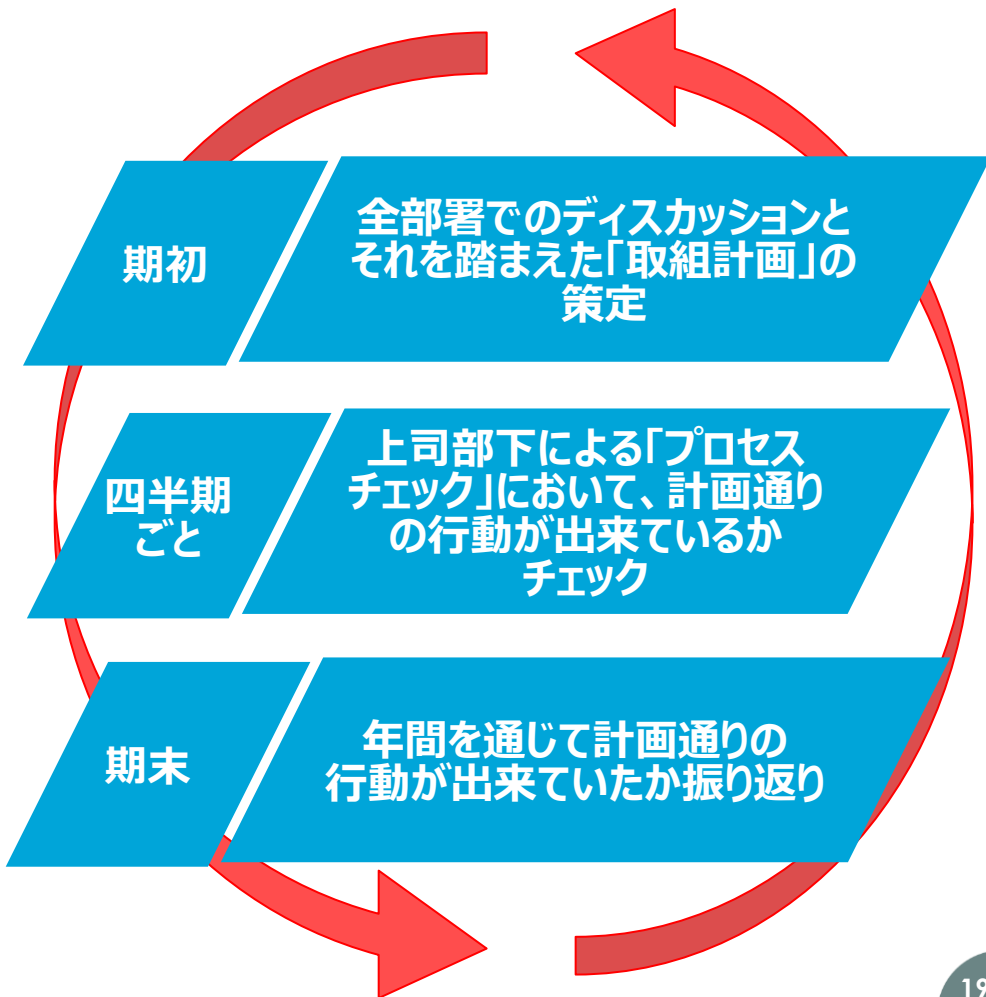 期初
全部署でのディスカッションと
それを踏まえた「取組計画」の
策定
四半期
ごと
上司部下による「プロセス
チェック」において、計画通り
の行動が出来ているか
チェック
期末
年間を通じて計画通りの
行動が出来ていたか振り返り
19